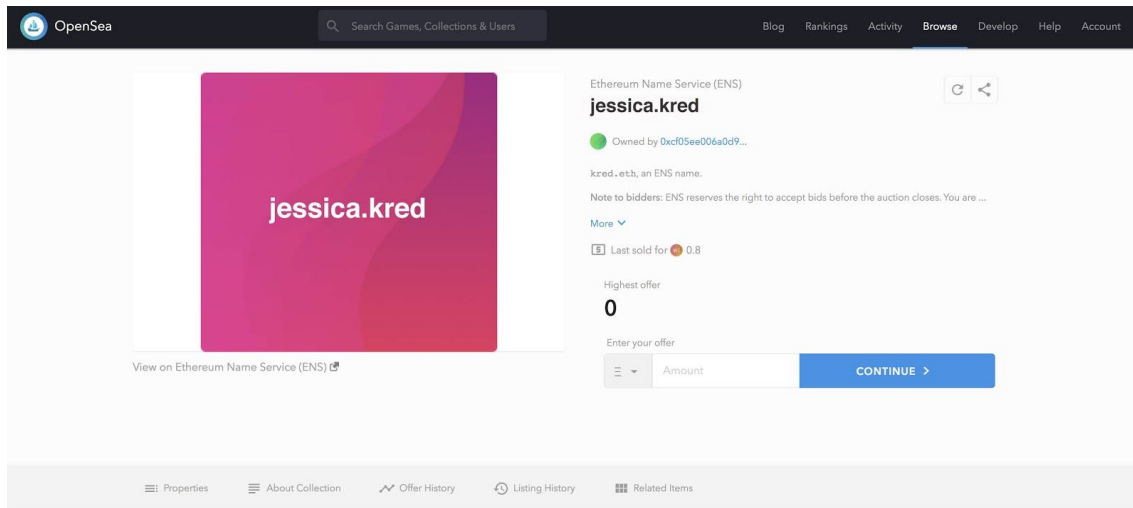 OpenSea
Search Games, Collections & Users
Blog Rankings Activity Browse Develop Help Account
jessica.kred
View on Ethereum Name Service (ENS)
Ethereum Name Service (ENS)
jessica.kred
Owned by 0xcf05ee006a0d9...
kred.eth, an ENS name.
Note to bidders: ENS reserves the right to accept bids before the auction closes. You are ...
More
Last sold for 0.8
Highest offer
0
Enter your offer
Ξ Amount CONTINUE
Properties About Collection Offer History Listing History Related Items